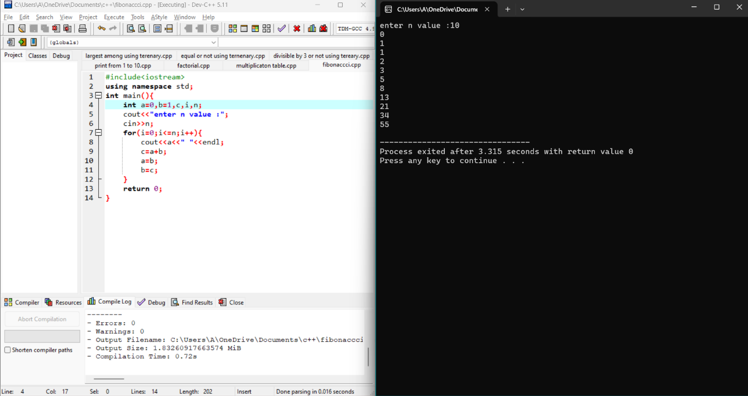 C:\Users\A\OneDrive\Documents\c++\fibonaccci.cpp - [Executing] - Dev-C++ 5.11
File Edit Search View Project Execute Tools AStyle Window Help
TDM-GCC 4.
(globals)
Project Classes Debug
largest among using terenary.cpp equal or not using ternenary.cpp divisible by 3 or not using terenary.cpp
print from 1 to 10.cpp factorial.cpp multiplicaton table.cpp fibonaccci.cpp
1 #include<iostream>
2 using namespace std;
3 int main(){
4 int a=0,b=1,c,i,n;
5 cout<<"enter n value :";
6 cin>>n;
7 for(i=0;i<=n;i++){
8 cout<<a<<" "<<endl;
9 c=a+b;
10 a=b;
11 b=c;
12 }
13 return 0;
14 }
Compiler Resources Compile Log Debug Find Results Close
Abort Compilation
Shorten compiler paths
--------
- Errors: 0
- Warnings: 0
- Output Filename: C:\Users\A\OneDrive\Documents\c++\fibonaccci
- Output Size: 1.83260917663574 MiB
- Compilation Time: 0.72s
Line: 4 Col: 17 Sel: 0 Lines: 14 Length: 202 Insert Done parsing in 0.016 seconds
C:\Users\A\OneDrive\Docume
enter n value :10
0
1
1
2
3
5
8
13
21
34
55
--------------------------------
Process exited after 3.315 seconds with return value 0
Press any key to continue . . .